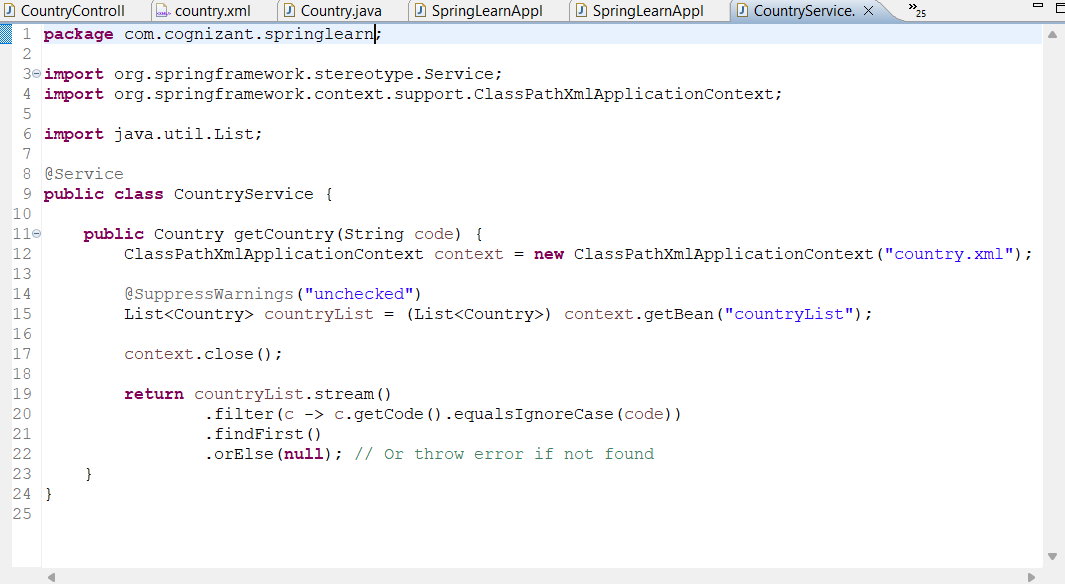 CountryControll country.xml Country.java SpringLearnAppl SpringLearnAppl CountryService. »25
1 package com.cognizant.springlearn;
2
3 import org.springframework.stereotype.Service;
4 import org.springframework.context.support.ClassPathXmlApplicationContext;
5
6 import java.util.List;
7
8 @Service
9 public class CountryService {
10
11 public Country getCountry(String code) {
12 ClassPathXmlApplicationContext context = new ClassPathXmlApplicationContext("country.xml");
13
14 @SuppressWarnings("unchecked")
15 List<Country> countryList = (List<Country>) context.getBean("countryList");
16
17 context.close();
18
19 return countryList.stream()
20 .filter(c -> c.getCode().equalsIgnoreCase(code))
21 .findFirst()
22 .orElse(null); // Or throw error if not found
23 }
24 }
25